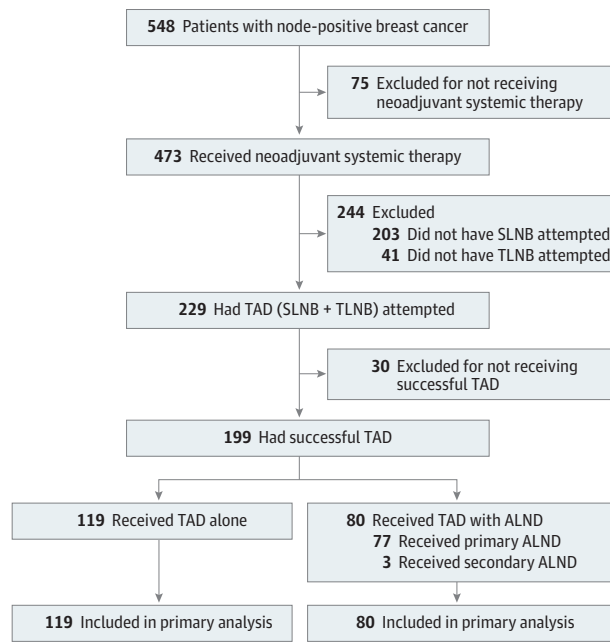 548 Patients with node-positive breast cancer
75 Excluded for not receiving
neoadjuvant systemic therapy
473 Received neoadjuvant systemic therapy
244 Excluded
203 Did not have SLNB attempted
41 Did not have TLNB attempted
229 Had TAD (SLNB + TLNB) attempted
30 Excluded for not receiving
successful TAD
199 Had successful TAD
119 Received TAD alone
80 Received TAD with ALND
77 Received primary ALND
3 Received secondary ALND
119 Included in primary analysis
80 Included in primary analysis